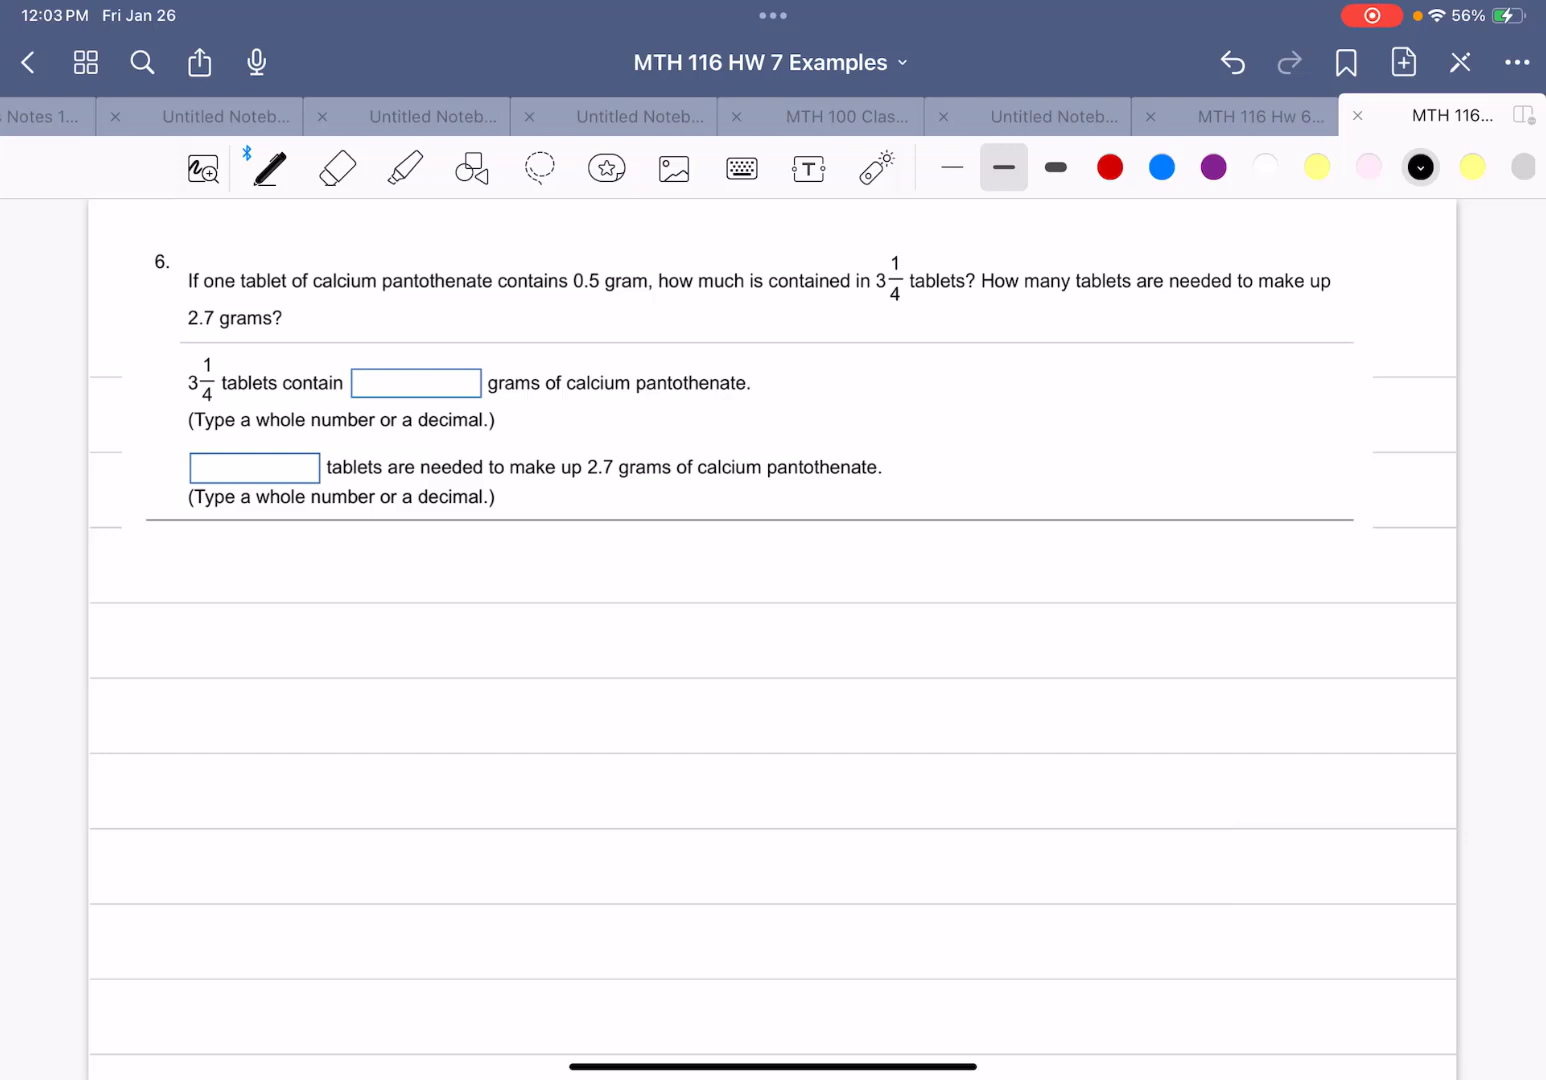 12:03 PM Fri Jan 26
56%
MTH 116 HW 7 Examples
Notes 1...
Untitled Noteb...
Untitled Noteb...
Untitled Noteb...
MTH 100 Clas...
Untitled Noteb...
MTH 116 Hw 6...
MTH 116...
6.
If one tablet of calcium pantothenate contains 0.5 gram, how much is contained in 3 1/4 tablets? How many tablets are needed to make up
2.7 grams?
3 1/4 tablets contain grams of calcium pantothenate.
(Type a whole number or a decimal.)
tablets are needed to make up 2.7 grams of calcium pantothenate.
(Type a whole number or a decimal.)